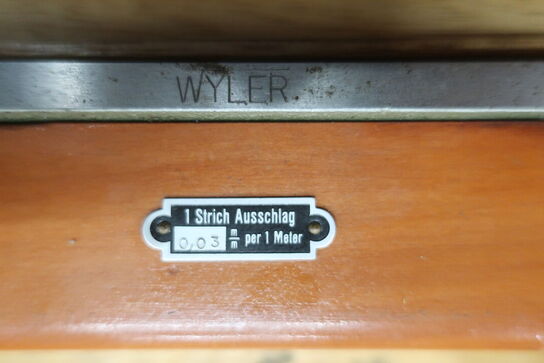 WYLER
1 Strich Ausschlag
0,03 m/m per 1 Meter